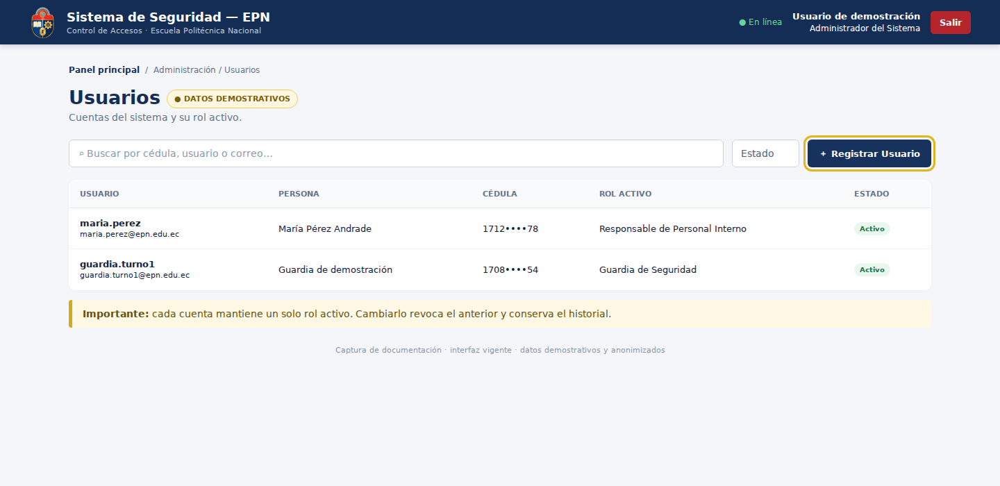 Sistema de Seguridad — EPN
Control de Accesos · Escuela Politécnica Nacional
● En línea
Usuario de demostración
Administrador del Sistema
Salir
Panel principal / Administración / Usuarios
Usuarios
● DATOS DEMOSTRATIVOS
Cuentas del sistema y su rol activo.
⌕ Buscar por cédula, usuario o correo...
Estado
+ Registrar Usuario
USUARIO PERSONA CÉDULA ROL ACTIVO ESTADO
maria.perez
maria.perez@epn.edu.ec
María Pérez Andrade
1712••••78
Responsable de Personal Interno
Activo
guardia.turno1
guardia.turno1@epn.edu.ec
Guardia de demostración
1708••••54
Guardia de Seguridad
Activo
Importante: cada cuenta mantiene un solo rol activo. Cambiarlo revoca el anterior y conserva el historial.
Captura de documentación · interfaz vigente · datos demostrativos y anonimizados